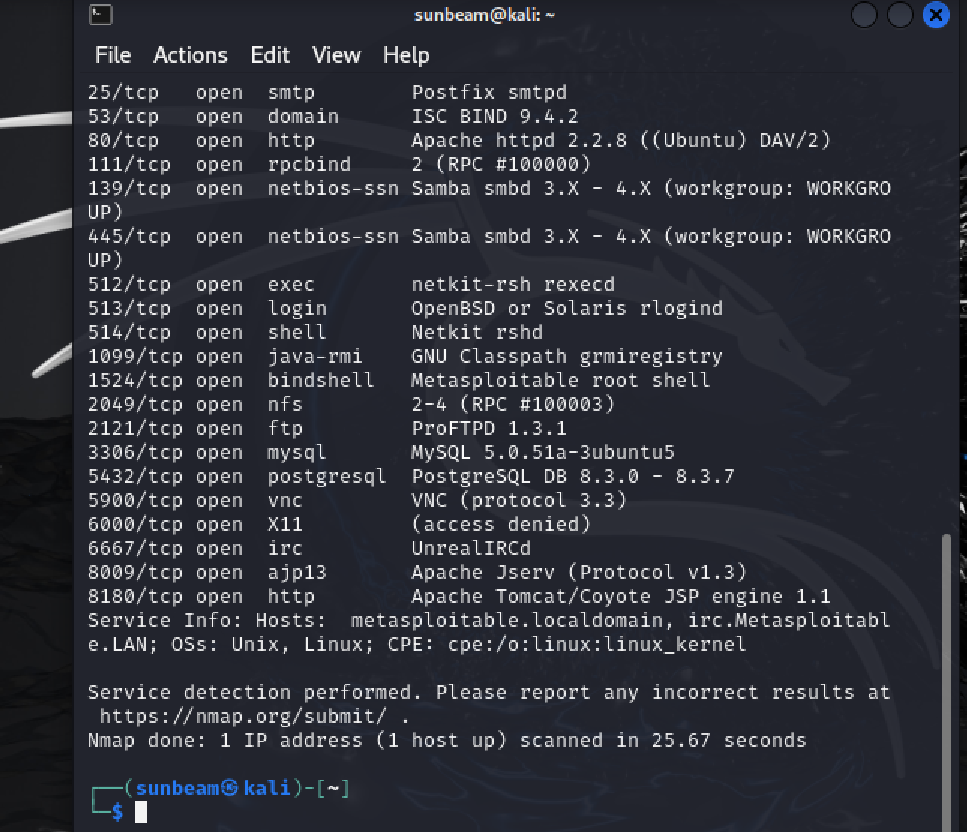 sunbeam@kali: ~
File Actions Edit View Help
25/tcp   open  smtp        Postfix smtpd
53/tcp   open  domain      ISC BIND 9.4.2
80/tcp   open  http        Apache httpd 2.2.8 ((Ubuntu) DAV/2)
111/tcp  open  rpcbind     2 (RPC #100000)
139/tcp  open  netbios-ssn Samba smbd 3.X - 4.X (workgroup: WORKGRO
UP)
445/tcp  open  netbios-ssn Samba smbd 3.X - 4.X (workgroup: WORKGRO
UP)
512/tcp  open  exec        netkit-rsh rexecd
513/tcp  open  login       OpenBSD or Solaris rlogind
514/tcp  open  shell       Netkit rshd
1099/tcp open  java-rmi    GNU Classpath grmiregistry
1524/tcp open  bindshell   Metasploitable root shell
2049/tcp open  nfs         2-4 (RPC #100003)
2121/tcp open  ftp         ProFTPD 1.3.1
3306/tcp open  mysql       MySQL 5.0.51a-3ubuntu5
5432/tcp open  postgresql  PostgreSQL DB 8.3.0 - 8.3.7
5900/tcp open  vnc         VNC (protocol 3.3)
6000/tcp open  X11         (access denied)
6667/tcp open  irc         UnrealIRCd
8009/tcp open  ajp13       Apache Jserv (Protocol v1.3)
8180/tcp open  http        Apache Tomcat/Coyote JSP engine 1.1
Service Info: Hosts:  metasploitable.localdomain, irc.Metasploitabl
e.LAN; OSs: Unix, Linux; CPE: cpe:/o:linux:linux_kernel
Service detection performed. Please report any incorrect results at
 https://nmap.org/submit/ .
Nmap done: 1 IP address (1 host up) scanned in 25.67 seconds
┌──(sunbeam㉿kali)-[~]
└─$